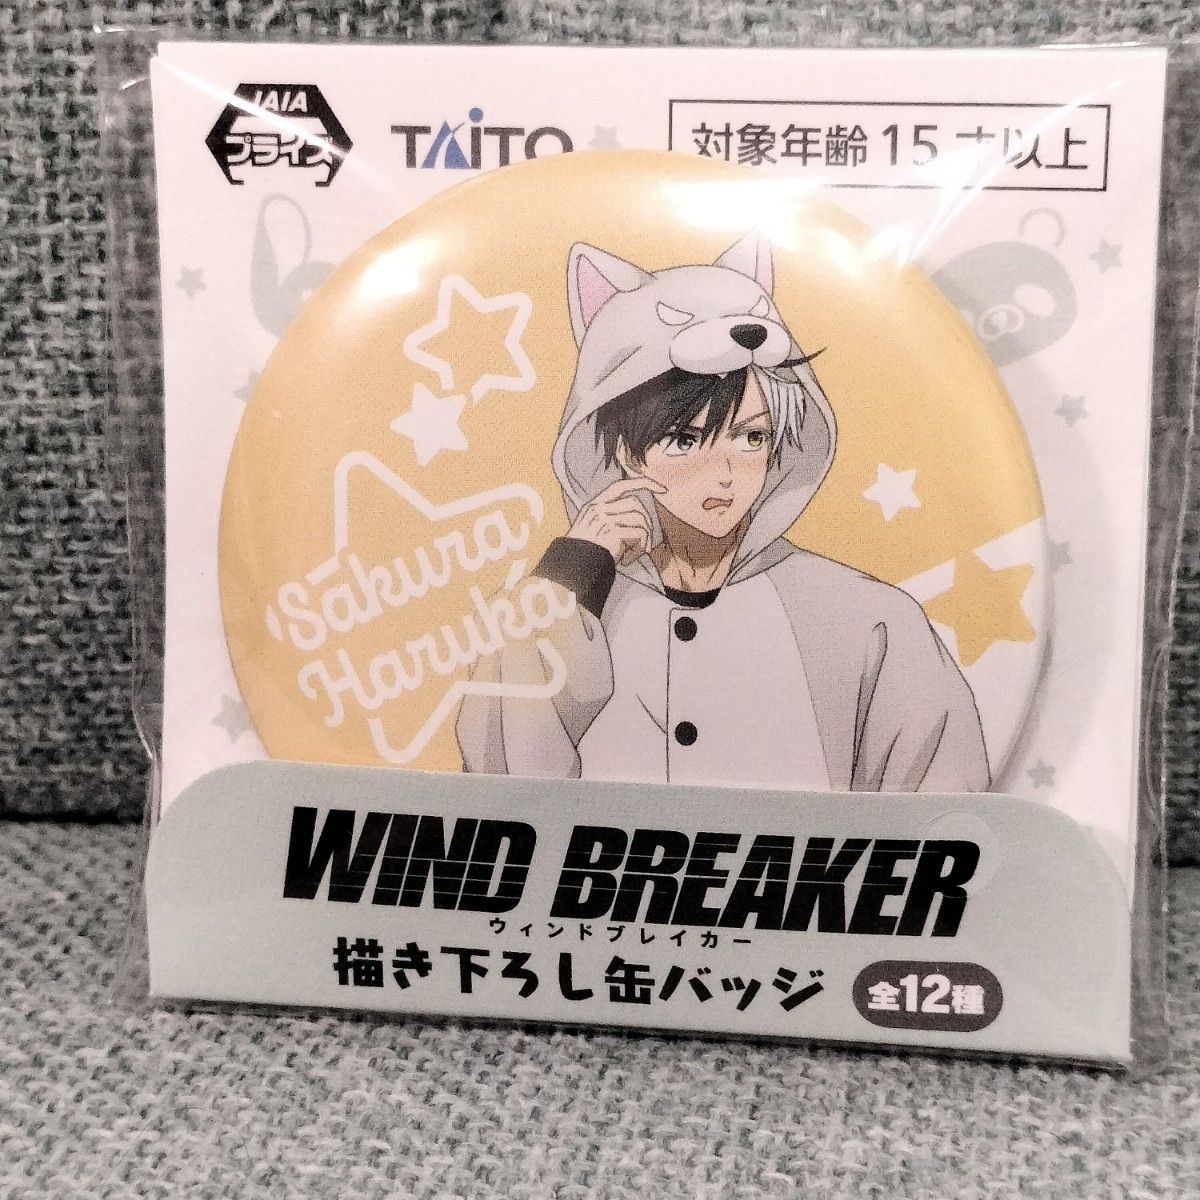 JAIA
プライズ
TAITO
対象年齢 15 才以上
Sakura
Haruka
WIND BREAKER
ウィンドブレイカー
描き下ろし缶バッジ
全12種